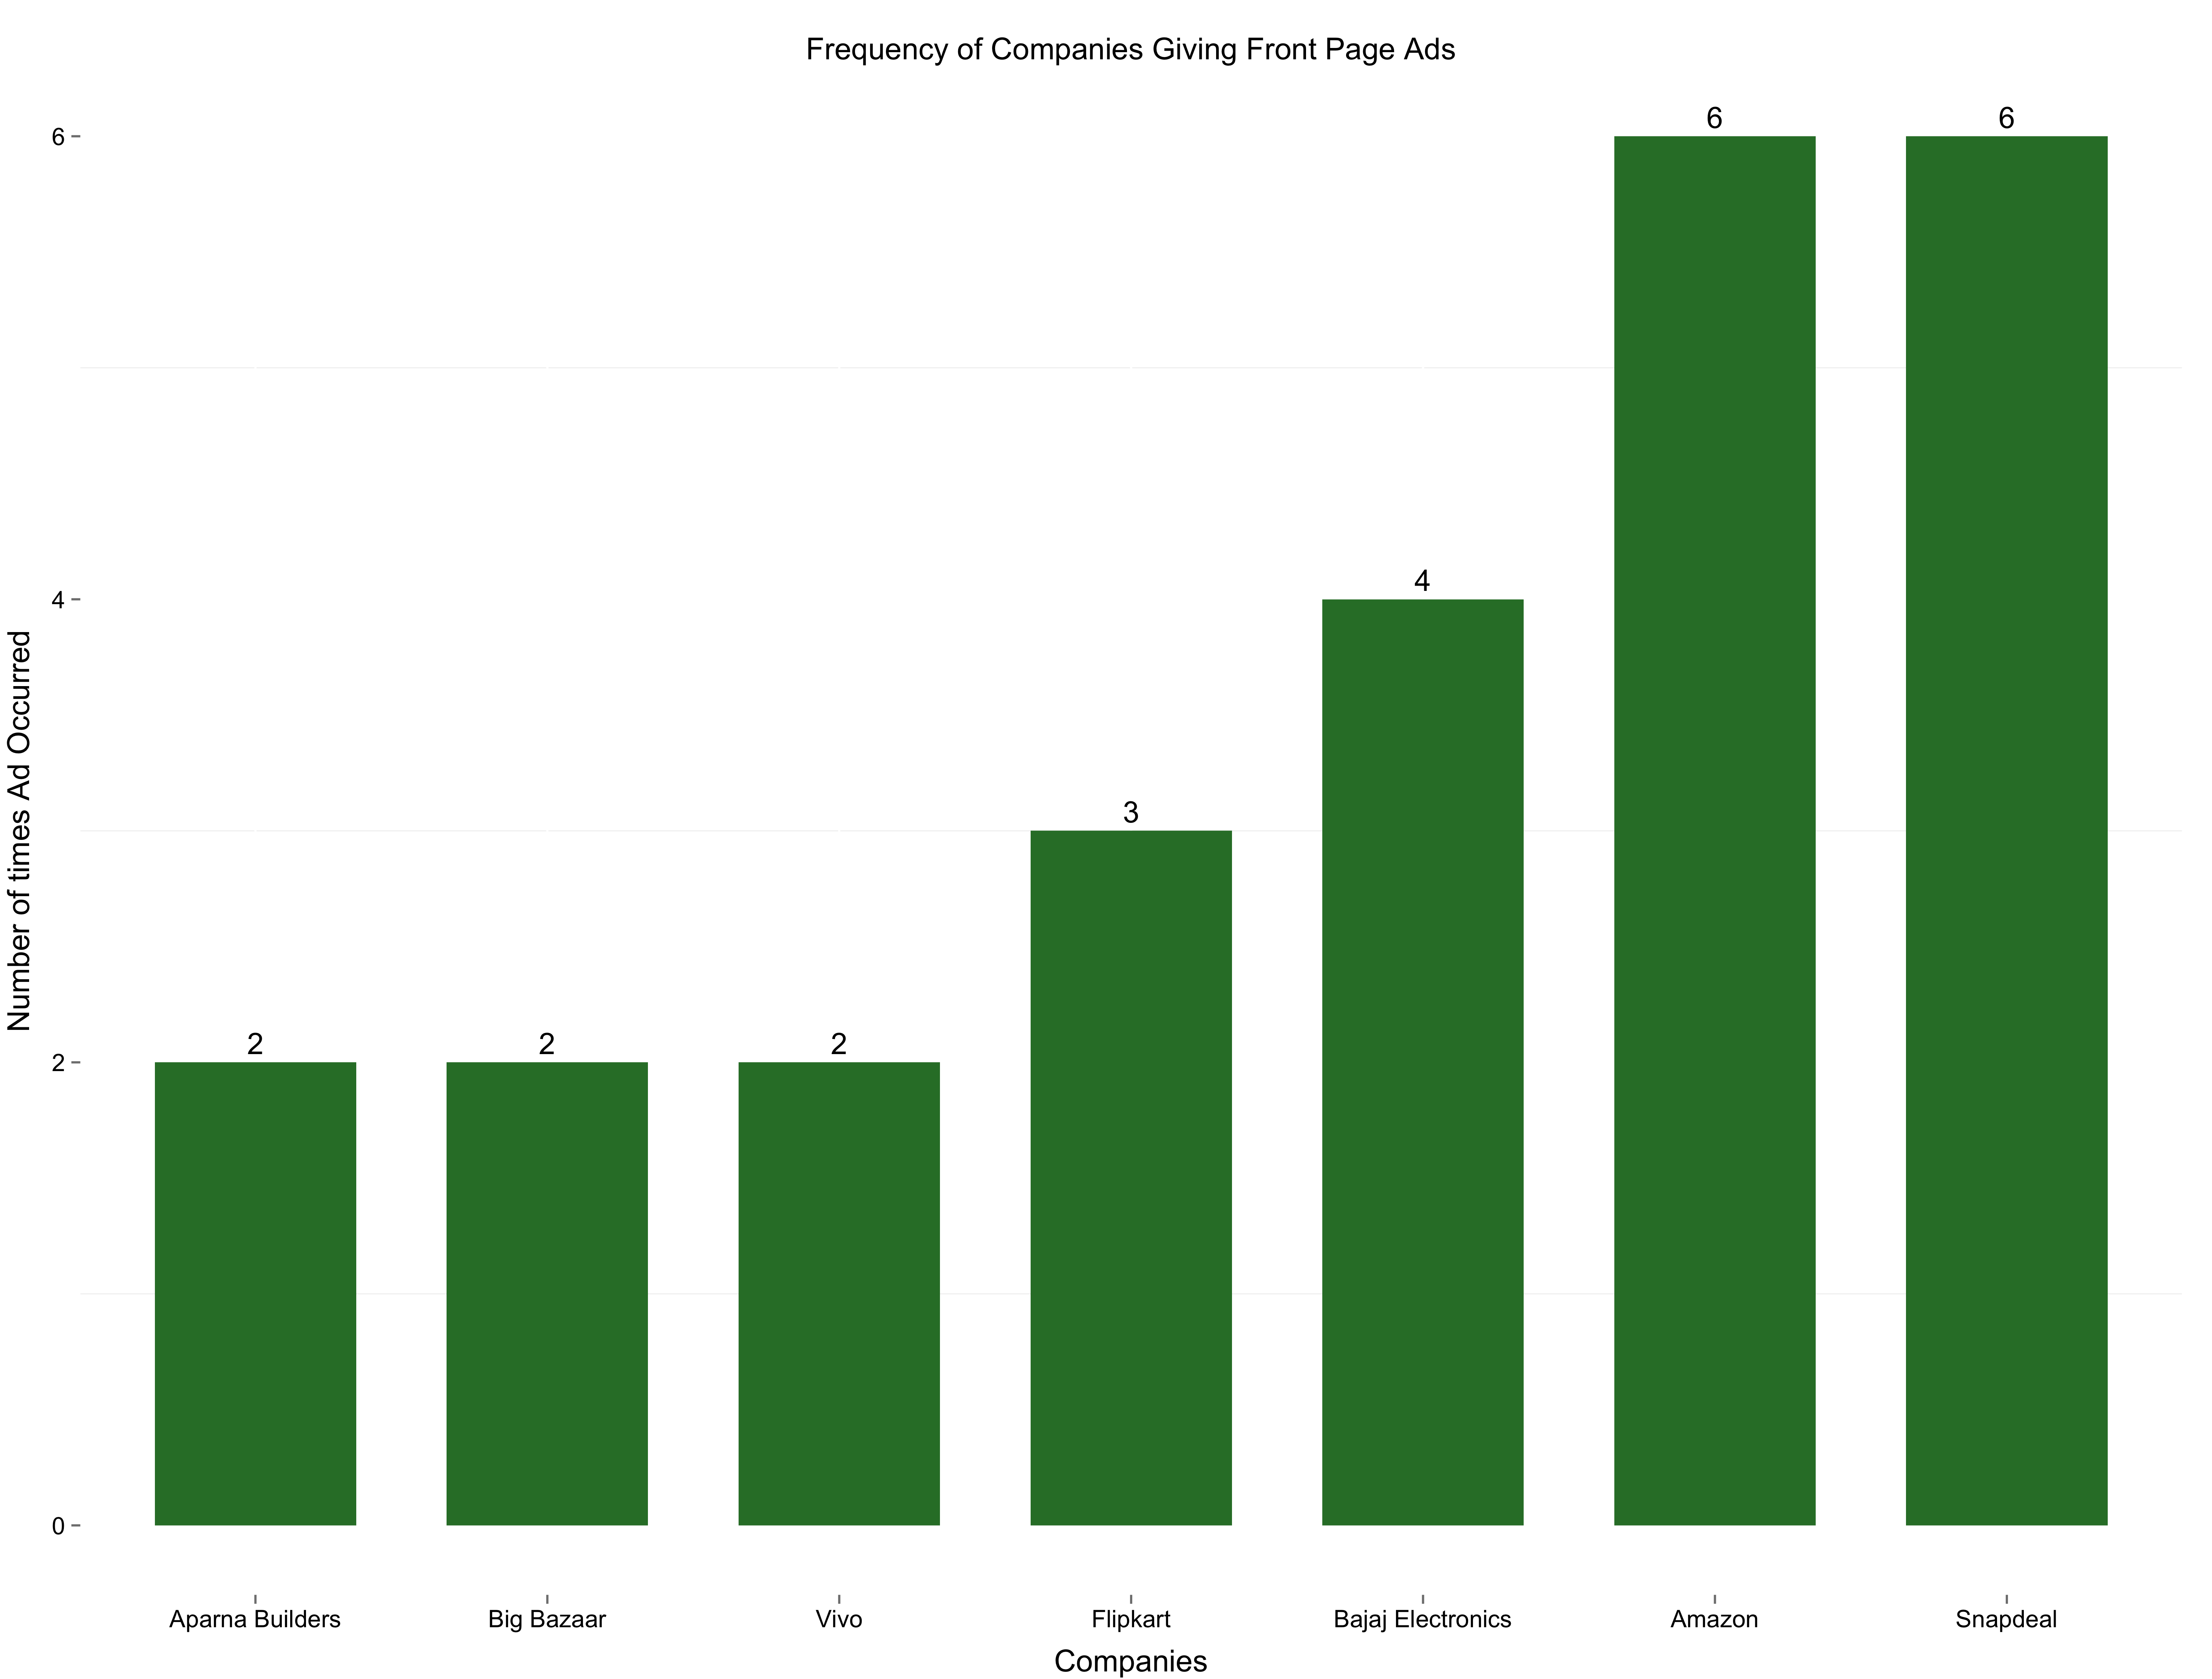 Frequency of Companies Giving Front Page Ads
Number of times Ad Occurred
6
4
2
0
2
2
2
3
4
6
6
Aparna Builders
Big Bazaar
Vivo
Flipkart
Bajaj Electronics
Amazon
Snapdeal
Companies